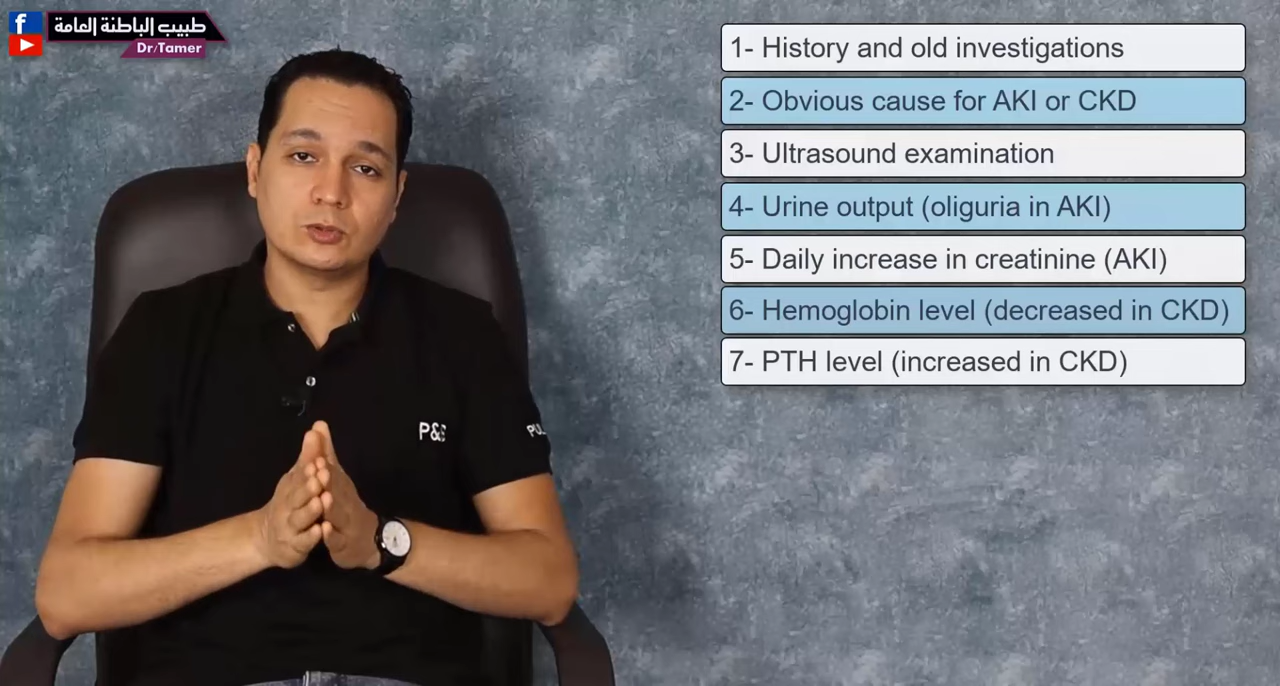 f
طبيب الباطنة العامة
Dr/Tamer
1- History and old investigations
2- Obvious cause for AKI or CKD
3- Ultrasound examination
4- Urine output (oliguria in AKI)
5- Daily increase in creatinine (AKI)
6- Hemoglobin level (decreased in CKD)
7- PTH level (increased in CKD)